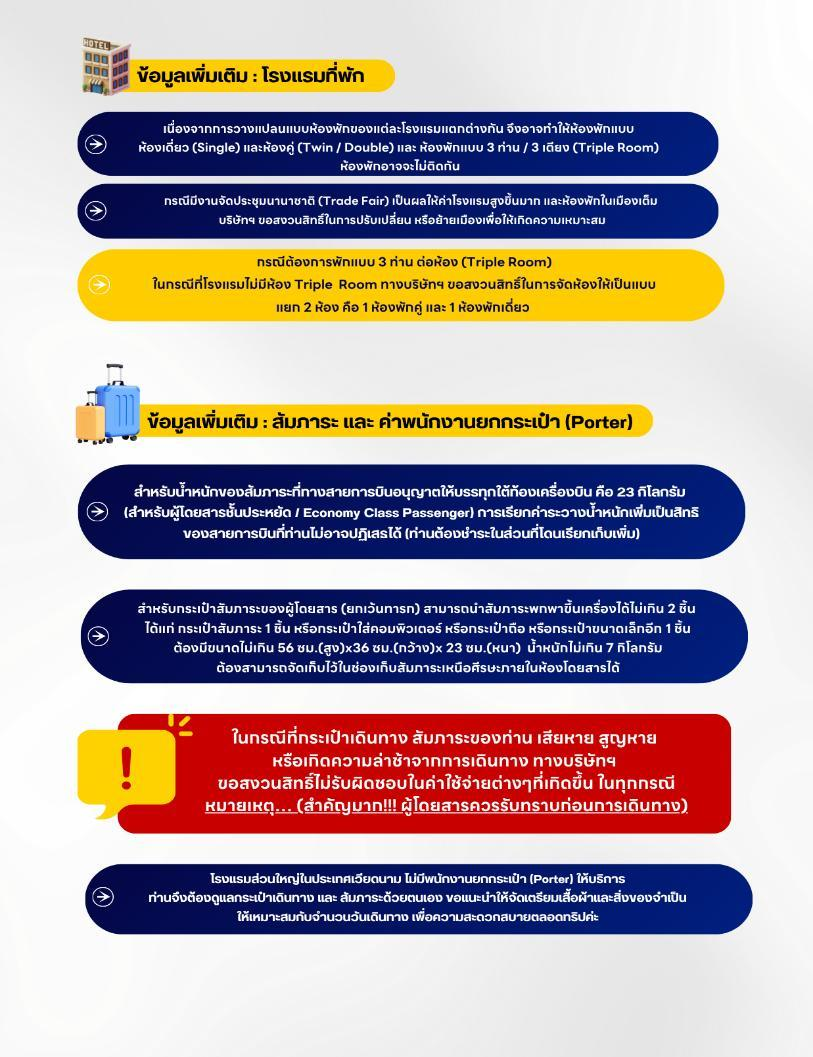 HOTEL
ข้อมูลเพิ่มเติม : โรงแรมที่พัก
เนื่องจากการวางแปลนแบบห้องพักของแต่ละโรงแรมแตกต่างกัน จึงอาจทำให้ห้องพักแบบ
ห้องเดี่ยว (Single) และห้องคู่ (Twin / Double) และ ห้องพักแบบ 3 ท่าน / 3 เตียง (Triple Room)
ห้องพักอาจจะไม่ติดกัน
กรณีมีงานจัดประชุมนานาชาติ (Trade Fair) เป็นผลให้ค่าโรงแรมสูงขึ้นมาก และห้องพักในเมืองเต็ม
บริษัทฯ ขอสงวนสิทธิ์ในการปรับเปลี่ยน หรือย้ายเมืองเพื่อให้เกิดความเหมาะสม
กรณีต้องการพักแบบ 3 ท่าน ต่อห้อง (Triple Room)
ในกรณีที่โรงแรมไม่มีห้อง Triple Room ทางบริษัทฯ ขอสงวนสิทธิ์ในการจัดห้องให้เป็นแบบ
แยก 2 ห้อง คือ 1 ห้องพักคู่ และ 1 ห้องพักเดี่ยว
ข้อมูลเพิ่มเติม : สัมภาระ และ ค่าพนักงานยกกระเป๋า (Porter)
สำหรับน้ำหนักของสัมภาระที่ทางสายการบินอนุญาตให้บรรทุกใต้ท้องเครื่องบิน คือ 23 กิโลกรัม
(สำหรับผู้โดยสารชั้นประหยัด / Economy Class Passenger) การเรียกค่าระวางน้ำหนักเพิ่มเป็นสิทธิ
ของสายการบินที่ท่านไม่อาจปฏิเสธได้ (ท่านต้องชำระในส่วนที่โดนเรียกเก็บเพิ่ม)
สำหรับกระเป๋าสัมภาระของผู้โดยสาร (ยกเว้นทารก) สามารถนำสัมภาระพกพาขึ้นเครื่องได้ไม่เกิน 2 ชิ้น
ได้แก่ กระเป๋าสัมภาระ 1 ชิ้น หรือกระเป๋าใส่คอมพิวเตอร์ หรือกระเป๋าถือ หรือกระเป๋าขนาดเล็กอีก 1 ชิ้น
ต้องมีขนาดไม่เกิน 56 ซม.(สูง)x36 ซม.(กว้าง)x 23 ซม.(หนา) น้ำหนักไม่เกิน 7 กิโลกรัม
ต้องสามารถจัดเก็บไว้ในช่องเก็บสัมภาระเหนือศีรษะภายในห้องโดยสารได้
ในกรณีที่กระเป๋าเดินทาง สัมภาระของท่าน เสียหาย สูญหาย
หรือเกิดความล่าช้าจากการเดินทาง ทางบริษัทฯ
ขอสงวนสิทธิ์ไม่รับผิดชอบในค่าใช้จ่ายต่างๆที่เกิดขึ้น ในทุกกรณี
หมายเหตุ... (สำคัญมาก!!! ผู้โดยสารควรรับทราบก่อนการเดินทาง)
โรงแรมส่วนใหญ่ในประเทศเวียดนาม ไม่มีพนักงานยกกระเป๋า (Porter) ให้บริการ
ท่านจึงต้องดูแลกระเป๋าเดินทาง และ สัมภาระด้วยตนเอง ขอแนะนำให้จัดเตรียมเสื้อผ้าและสิ่งของจำเป็น
ให้เหมาะสมกับจำนวนวันเดินทาง เพื่อความสะดวกสบายตลอดทริปค่ะ